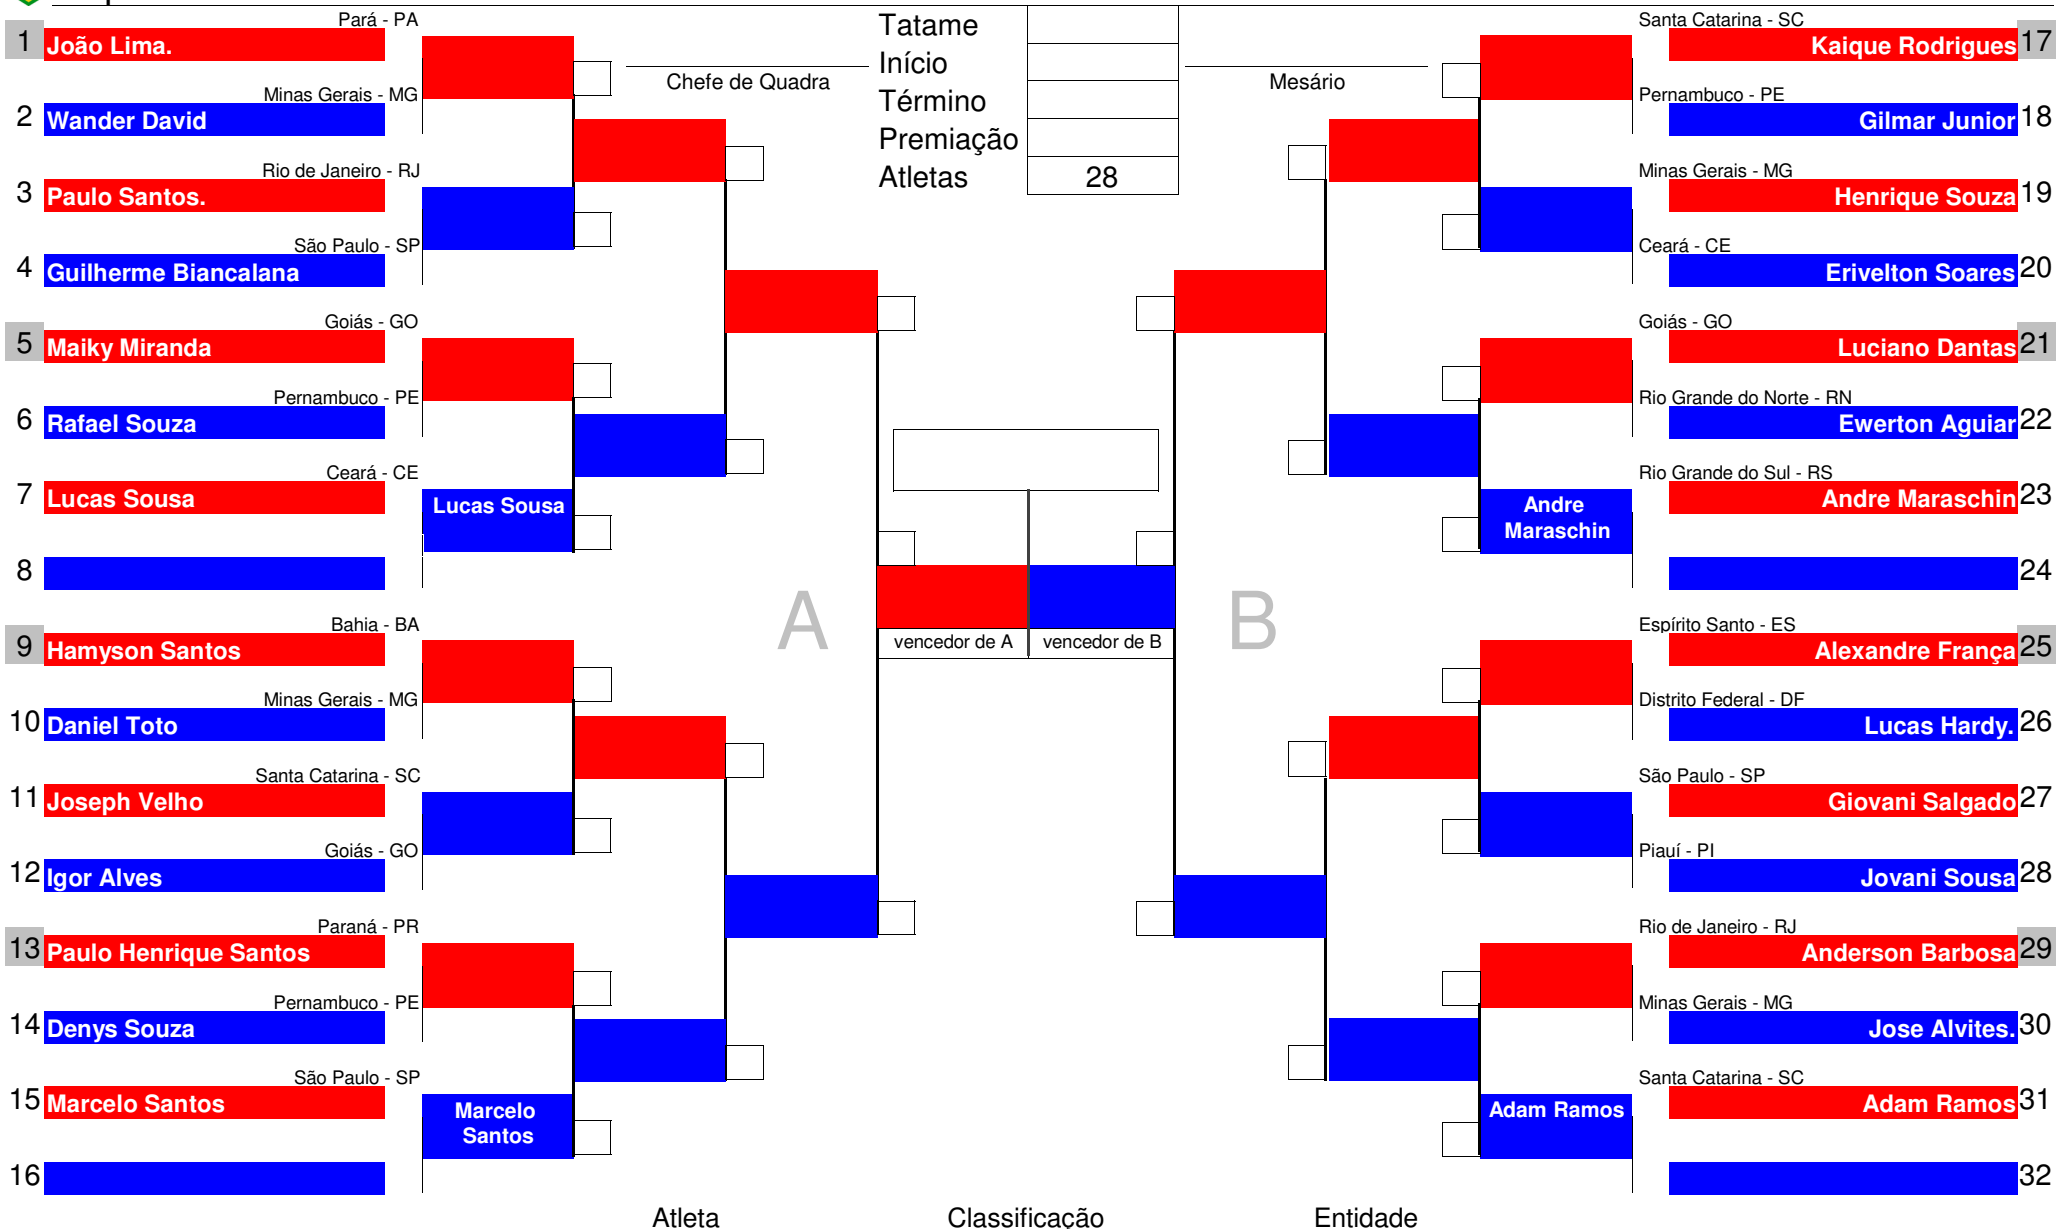 Pará - PA
1 João Lima.
Minas Gerais - MG
2 Wander David
Rio de Janeiro - RJ
3 Paulo Santos.
São Paulo - SP
4 Guilherme Biancalana
Goiás - GO
5 Maiky Miranda
Pernambuco - PE
6 Rafael Souza
Ceará - CE
7 Lucas Sousa
Lucas Sousa
8
Bahia - BA
9 Hamyson Santos
Minas Gerais - MG
10 Daniel Toto
Santa Catarina - SC
11 Joseph Velho
Goiás - GO
12 Igor Alves
Paraná - PR
13 Paulo Henrique Santos
Pernambuco - PE
14 Denys Souza
São Paulo - SP
15 Marcelo Santos
Marcelo
Santos
16
Chefe de Quadra
Tatame
Início
Término
Premiação
Atletas 28
Mesário
A
B
vencedor de A
vencedor de B
Santa Catarina - SC
Kaique Rodrigues 17
Pernambuco - PE
Gilmar Junior 18
Minas Gerais - MG
Henrique Souza 19
Ceará - CE
Erivelton Soares 20
Goiás - GO
Luciano Dantas 21
Rio Grande do Norte - RN
Ewerton Aguiar 22
Rio Grande do Sul - RS
Andre Maraschin 23
Andre
Maraschin
24
Espírito Santo - ES
Alexandre França 25
Distrito Federal - DF
Lucas Hardy. 26
São Paulo - SP
Giovani Salgado 27
Piauí - PI
Jovani Sousa 28
Rio de Janeiro - RJ
Anderson Barbosa 29
Minas Gerais - MG
Jose Alvites. 30
Santa Catarina - SC
Adam Ramos 31
Adam Ramos
32
Atleta
Classificação
Entidade